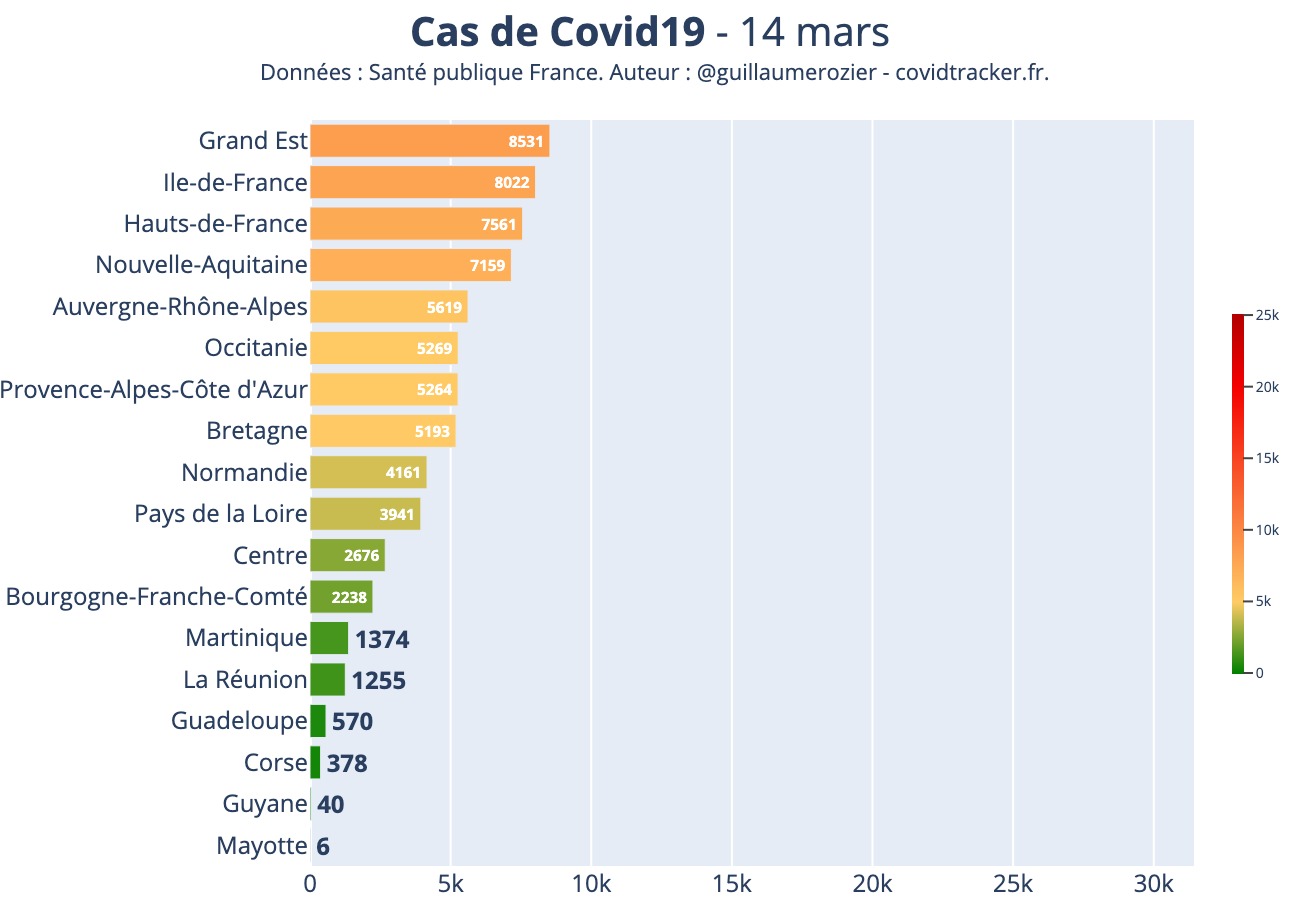 Cas de Covid19 - 14 mars
Données : Santé publique France. Auteur : @guillaumerozier - covidtracker.fr.
Grand Est 8531
Ile-de-France 8022
Hauts-de-France 7561
Nouvelle-Aquitaine 7159
Auvergne-Rhône-Alpes 5619
Occitanie 5269
Provence-Alpes-Côte d'Azur 5264
Bretagne 5193
Normandie 4161
Pays de la Loire 3941
Centre 2676
Bourgogne-Franche-Comté 2238
Martinique 1374
La Réunion 1255
Guadeloupe 570
Corse 378
Guyane 40
Mayotte 6
0 5k 10k 15k 20k 25k 30k
25k
20k
15k
10k
5k
0